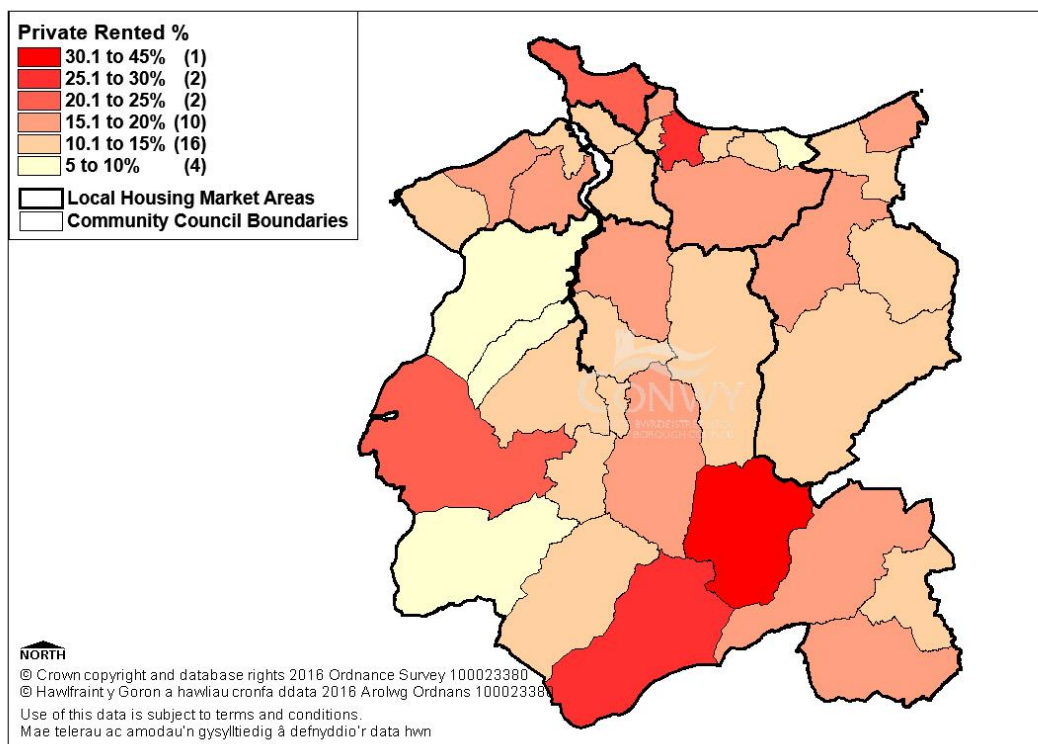 Private Rented %
30.1 to 45% (1)
25.1 to 30% (2)
20.1 to 25% (2)
15.1 to 20% (10)
10.1 to 15% (16)
5 to 10% (4)
Local Housing Market Areas
Community Council Boundaries
CONWY
BWRDEISTREF
BOROUGH COUNCIL
NORTH
© Crown copyright and database rights 2016 Ordnance Survey 100023380
© Hawlfraint y Goron a hawliau cronfa ddata 2016 Arolwg Ordnans 100023380
Use of this data is subject to terms and conditions.
Mae telerau ac amodau'n gysylltiedig â defnyddio'r data hwn